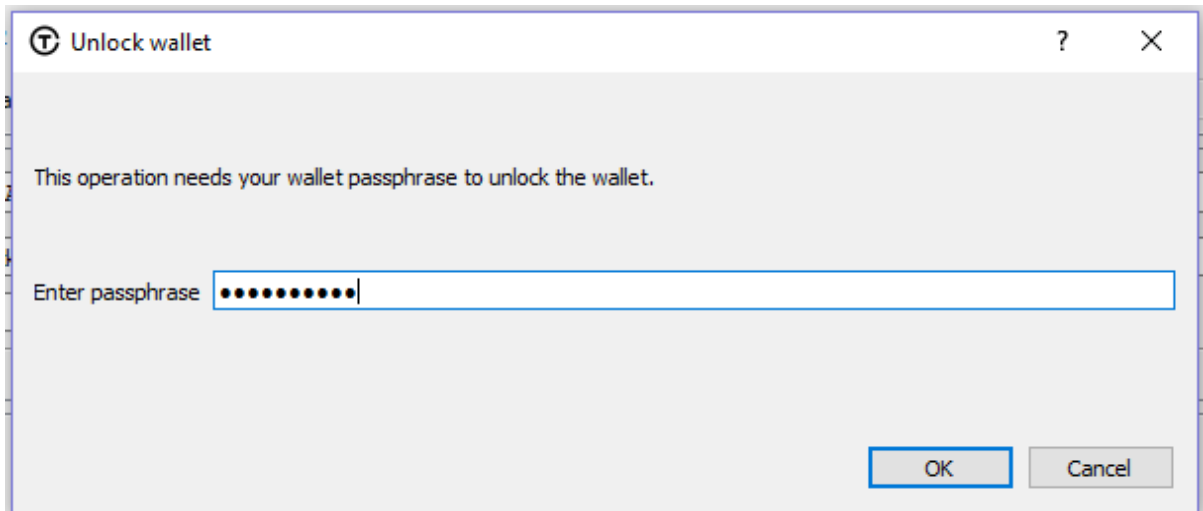 Unlock wallet
This operation needs your wallet passphrase to unlock the wallet.
Enter passphrase ●●●●●●●●●●
OK Cancel